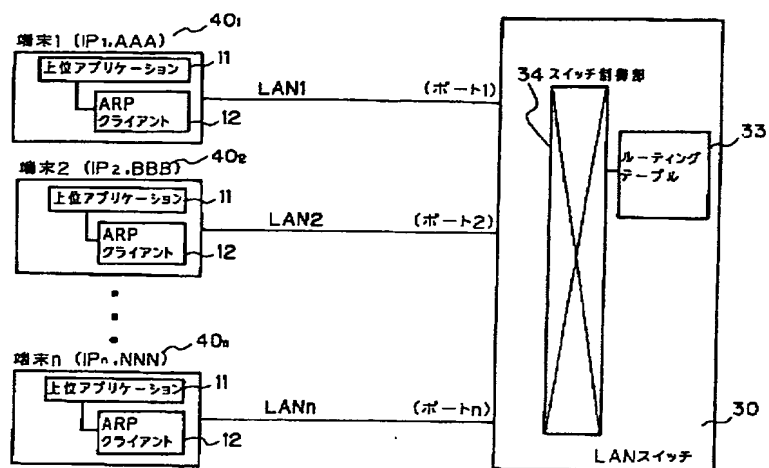 端末1 (IP₁,AAA)
40₁
上位アプリケーション
11
ARP
クライアント
12
LAN1
(ポート1)
端末2 (IP₂,BBB)
40₂
上位アプリケーション
11
ARP
クライアント
12
LAN2
(ポート2)
端末n (IPₙ,NNN)
40ₙ
上位アプリケーション
11
ARP
クライアント
12
LANn
(ポートn)
34
スイッチ制御部
33
ルーティング
テーブル
30
LANスイッチ